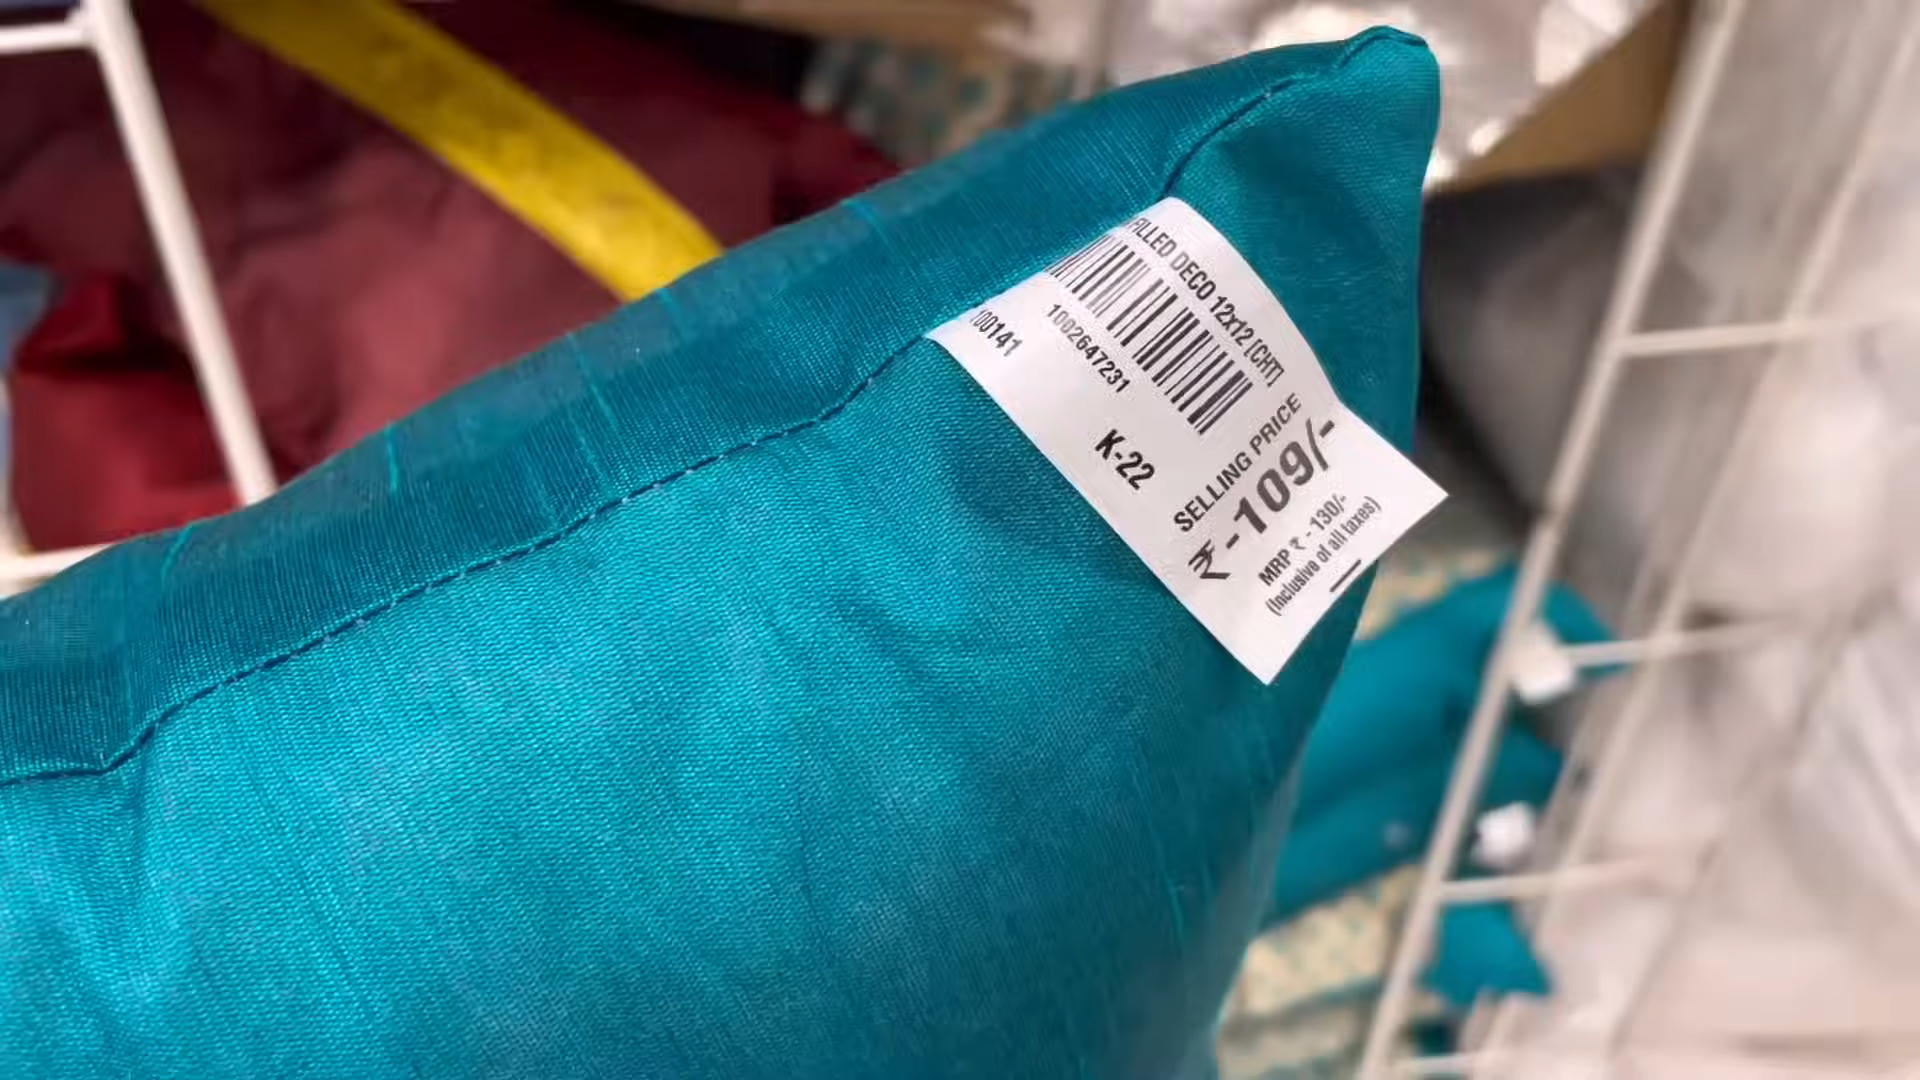 FILLED DECO 12x12 [CHT]
1002647231
100141
K-22
SELLING PRICE
₹-109/-
MRP ₹ - 130/-
(Inclusive of all taxes)